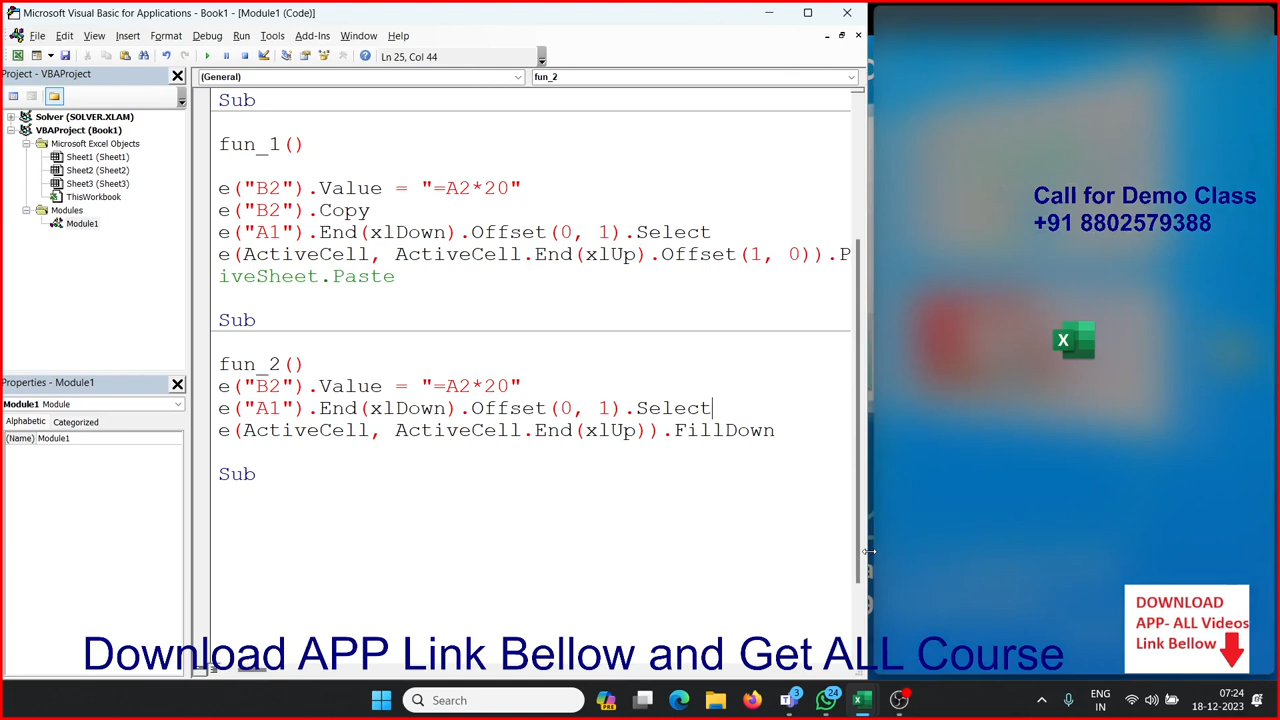 Microsoft Visual Basic for Applications - Book1 - [Module1 (Code)]
File Edit View Insert Format Debug Run Tools Add-Ins Window Help
Ln 25, Col 44
Project - VBAProject
(General)
fun_2
Solver (SOLVER.XLAM)
VBAProject (Book1)
Microsoft Excel Objects
Sheet1 (Sheet1)
Sheet2 (Sheet2)
Sheet3 (Sheet3)
ThisWorkbook
Modules
Module1
Properties - Module1
Module1 Module
Alphabetic Categorized
(Name) Module1
Sub
fun_1()
e("B2").Value = "=A2*20"
e("B2").Copy
e("A1").End(xlDown).Offset(0, 1).Select
e(ActiveCell, ActiveCell.End(xlUp).Offset(1, 0)).P
iveSheet.Paste
Sub
fun_2()
e("B2").Value = "=A2*20"
e("A1").End(xlDown).Offset(0, 1).Select
e(ActiveCell, ActiveCell.End(xlUp)).FillDown
Sub
Call for Demo Class
+91 8802579388
X
DOWNLOAD
APP- ALL Videos
Link Bellow
Download APP Link Bellow and Get ALL Course
Search
PRE
3
24
ENG
IN
07:24
18-12-2023